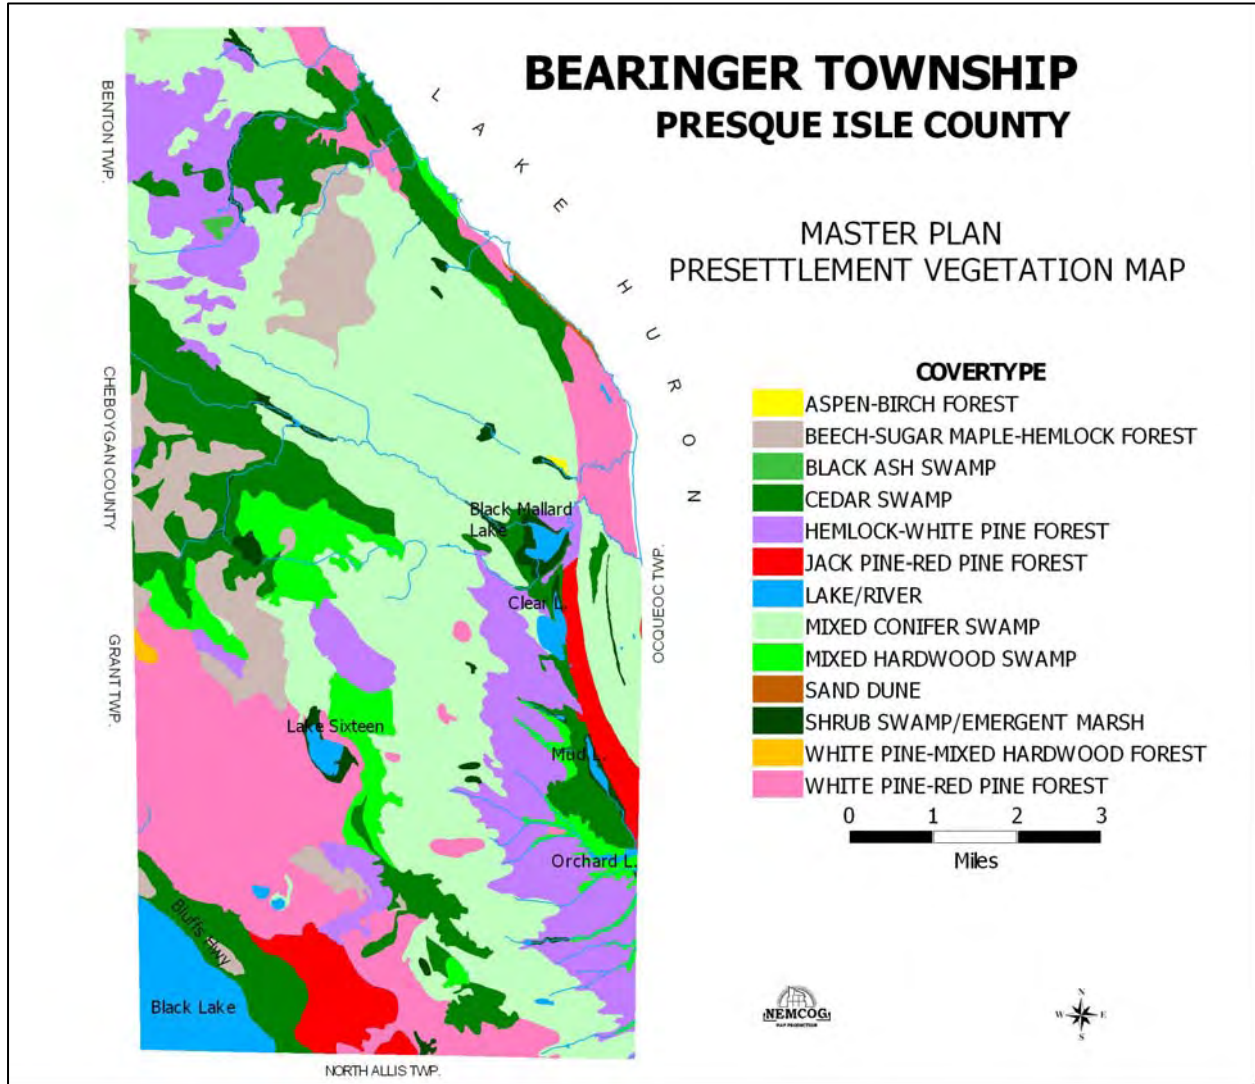 BEARINGER TOWNSHIP
PRESQUE ISLE COUNTY
MASTER PLAN
PRESETTLEMENT VEGETATION MAP
LAKE HURON
BENTON TWP.
CHEBOYGAN COUNTY
GRANT TWP.
OCQUEOC TWP.
NORTH ALLIS TWP.
Black Mallard
Lake
Clear L.
Lake Sixteen
Mud L.
Orchard L.
Bluffs Hwy
Black Lake
COVERTYPE
ASPEN-BIRCH FOREST
BEECH-SUGAR MAPLE-HEMLOCK FOREST
BLACK ASH SWAMP
CEDAR SWAMP
HEMLOCK-WHITE PINE FOREST
JACK PINE-RED PINE FOREST
LAKE/RIVER
MIXED CONIFER SWAMP
MIXED HARDWOOD SWAMP
SAND DUNE
SHRUB SWAMP/EMERGENT MARSH
WHITE PINE-MIXED HARDWOOD FOREST
WHITE PINE-RED PINE FOREST
0 1 2 3
Miles
NEMCOG
MAP PRODUCTION
N
W E
S